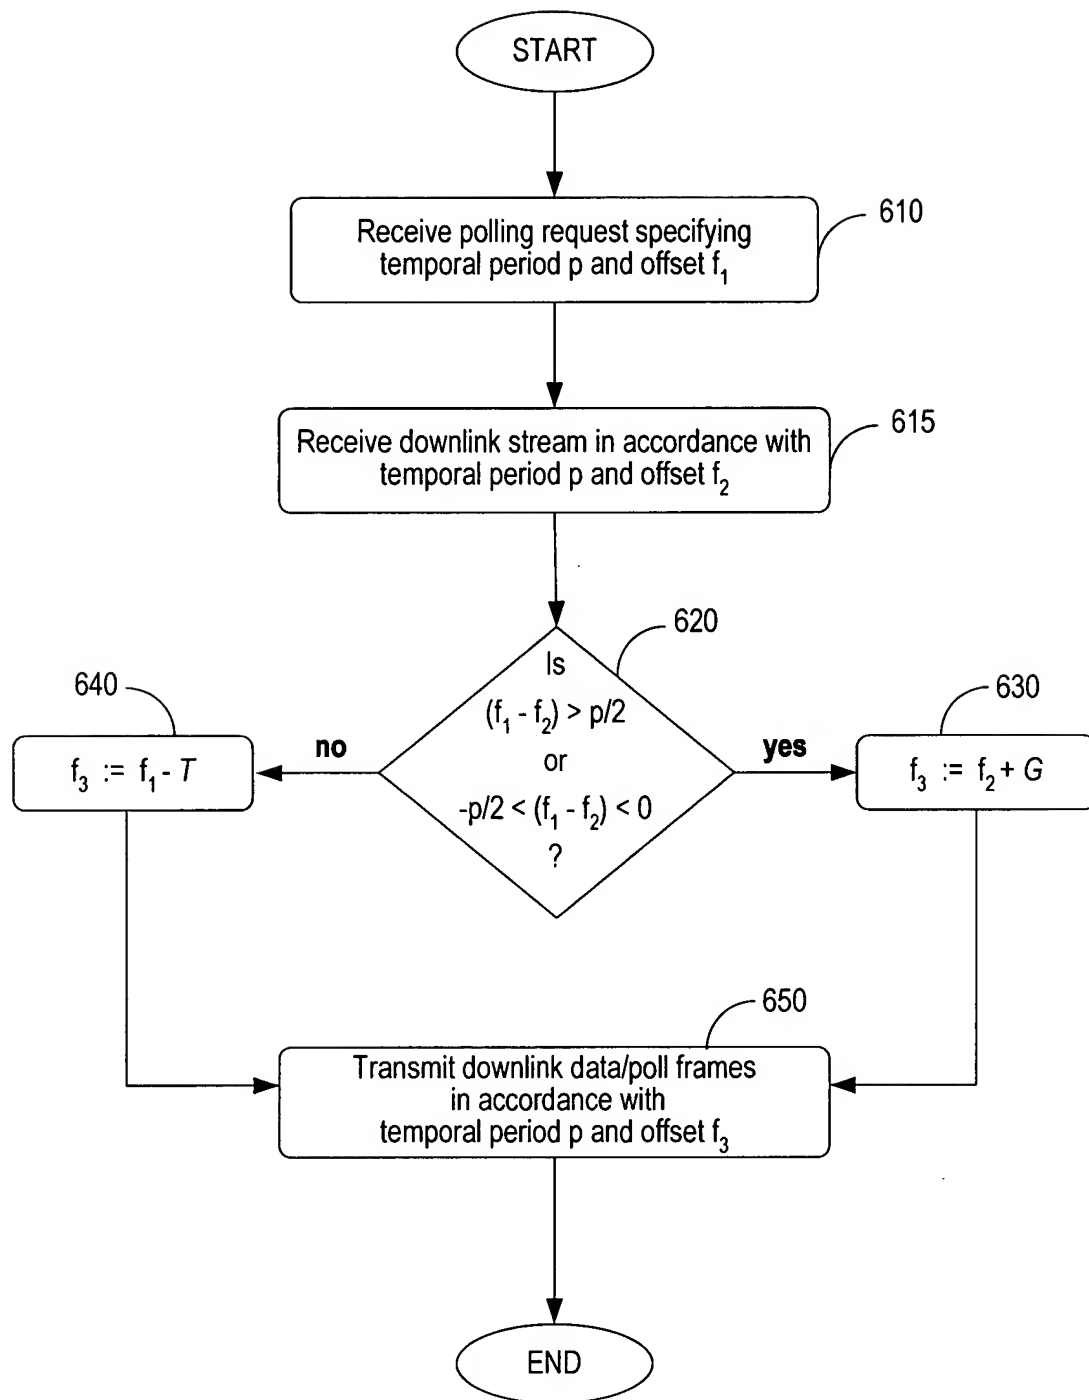 START
610
Receive polling request specifying
temporal period p and offset f₁
615
Receive downlink stream in accordance with
temporal period p and offset f₂
620
Is
(f₁ - f₂) > p/2
or
-p/2 < (f₁ - f₂) < 0
?
640
no
f₃ := f₁ - T
630
yes
f₃ := f₂ + G
650
Transmit downlink data/poll frames
in accordance with
temporal period p and offset f₃
END